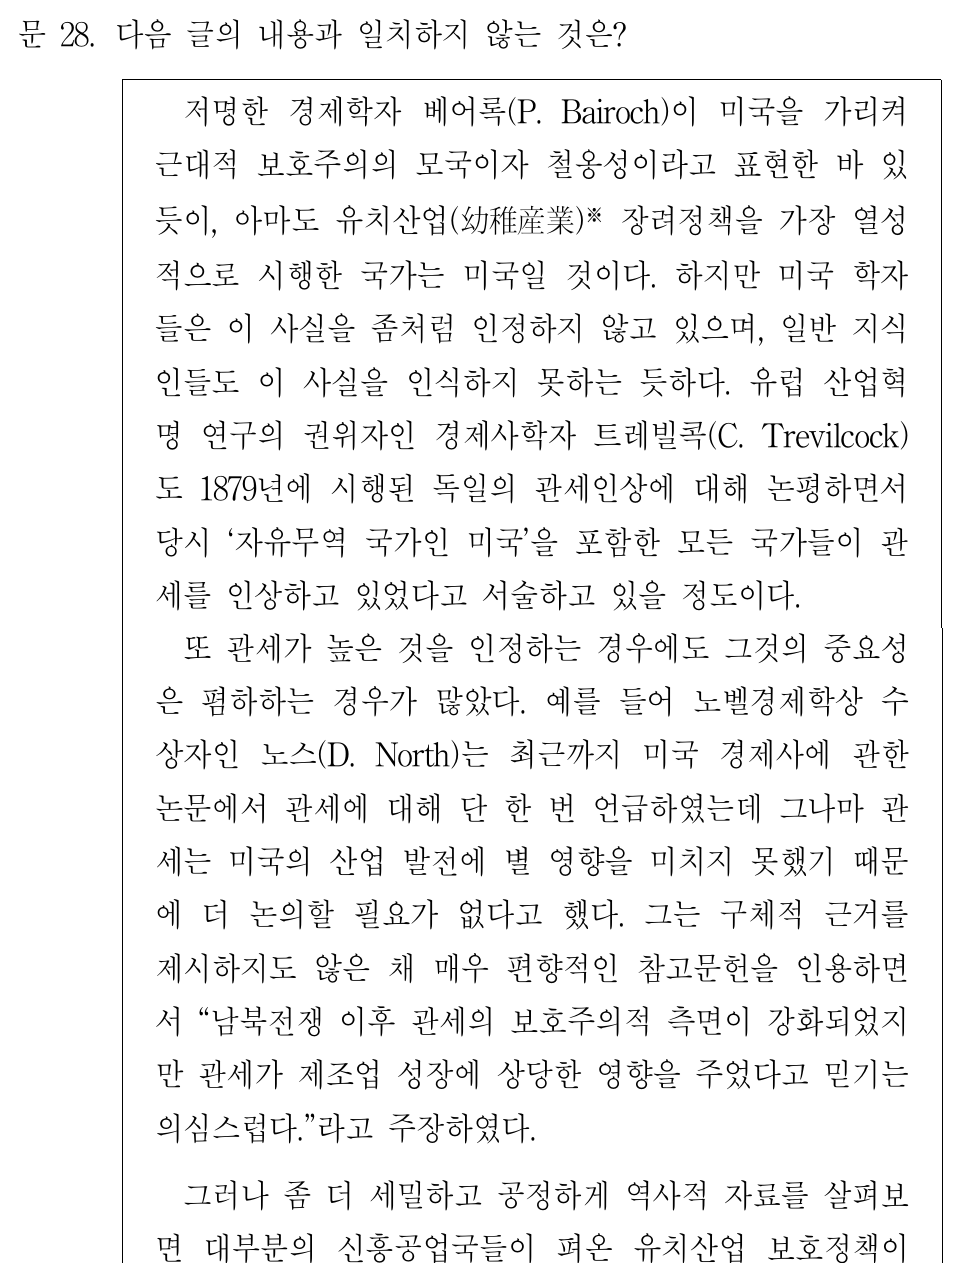 문 28. 다음 글의 내용과 일치하지 않는 것은?
저명한 경제학자 베어록(P. Bairoch)이 미국을 가리켜
근대적 보호주의의 모국이자 철옹성이라고 표현한 바 있
듯이, 아마도 유치산업(幼稚産業)※ 장려정책을 가장 열성
적으로 시행한 국가는 미국일 것이다. 하지만 미국 학자
들은 이 사실을 좀처럼 인정하지 않고 있으며, 일반 지식
인들도 이 사실을 인식하지 못하는 듯하다. 유럽 산업혁
명 연구의 권위자인 경제사학자 트레빌콕(C. Trevilcock)
도 1879년에 시행된 독일의 관세인상에 대해 논평하면서
당시 ‘자유무역 국가인 미국’을 포함한 모든 국가들이 관
세를 인상하고 있었다고 서술하고 있을 정도이다.
또 관세가 높은 것을 인정하는 경우에도 그것의 중요성
은 폄하하는 경우가 많았다. 예를 들어 노벨경제학상 수
상자인 노스(D. North)는 최근까지 미국 경제사에 관한
논문에서 관세에 대해 단 한 번 언급하였는데 그나마 관
세는 미국의 산업 발전에 별 영향을 미치지 못했기 때문
에 더 논의할 필요가 없다고 했다. 그는 구체적 근거를
제시하지도 않은 채 매우 편향적인 참고문헌을 인용하면
서 “남북전쟁 이후 관세의 보호주의적 측면이 강화되었지
만 관세가 제조업 성장에 상당한 영향을 주었다고 믿기는
의심스럽다.”라고 주장하였다.
그러나 좀 더 세밀하고 공정하게 역사적 자료를 살펴보
면 대부분의 신흥공업국들이 펴온 유치산업 보호정책이